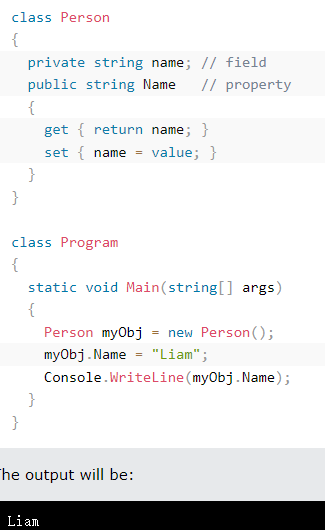 class Person
{
  private string name; // field
  public string Name   // property
  {
    get { return name; }
    set { name = value; }
  }
}

class Program
{
  static void Main(string[] args)
  {
    Person myObj = new Person();
    myObj.Name = "Liam";
    Console.WriteLine(myObj.Name);
  }
}
The output will be:
Liam